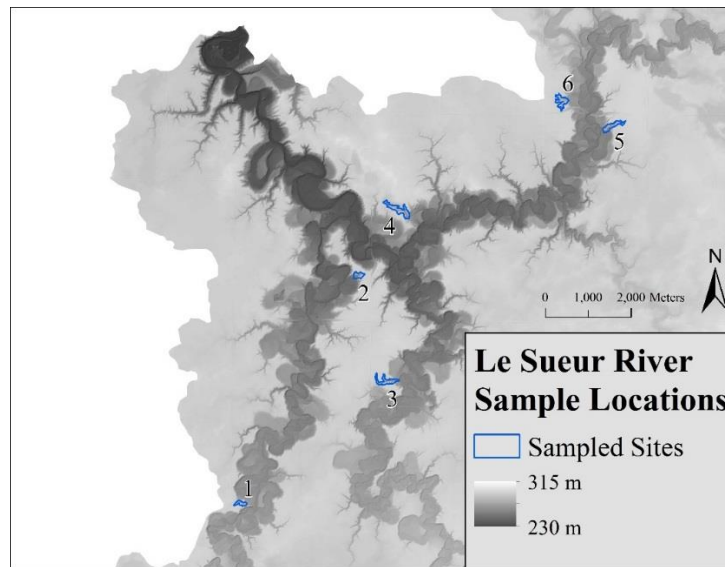 6
5
4
2
3
1
N
0 1,000 2,000 Meters
Le Sueur River
Sample Locations
Sampled Sites
315 m
230 m